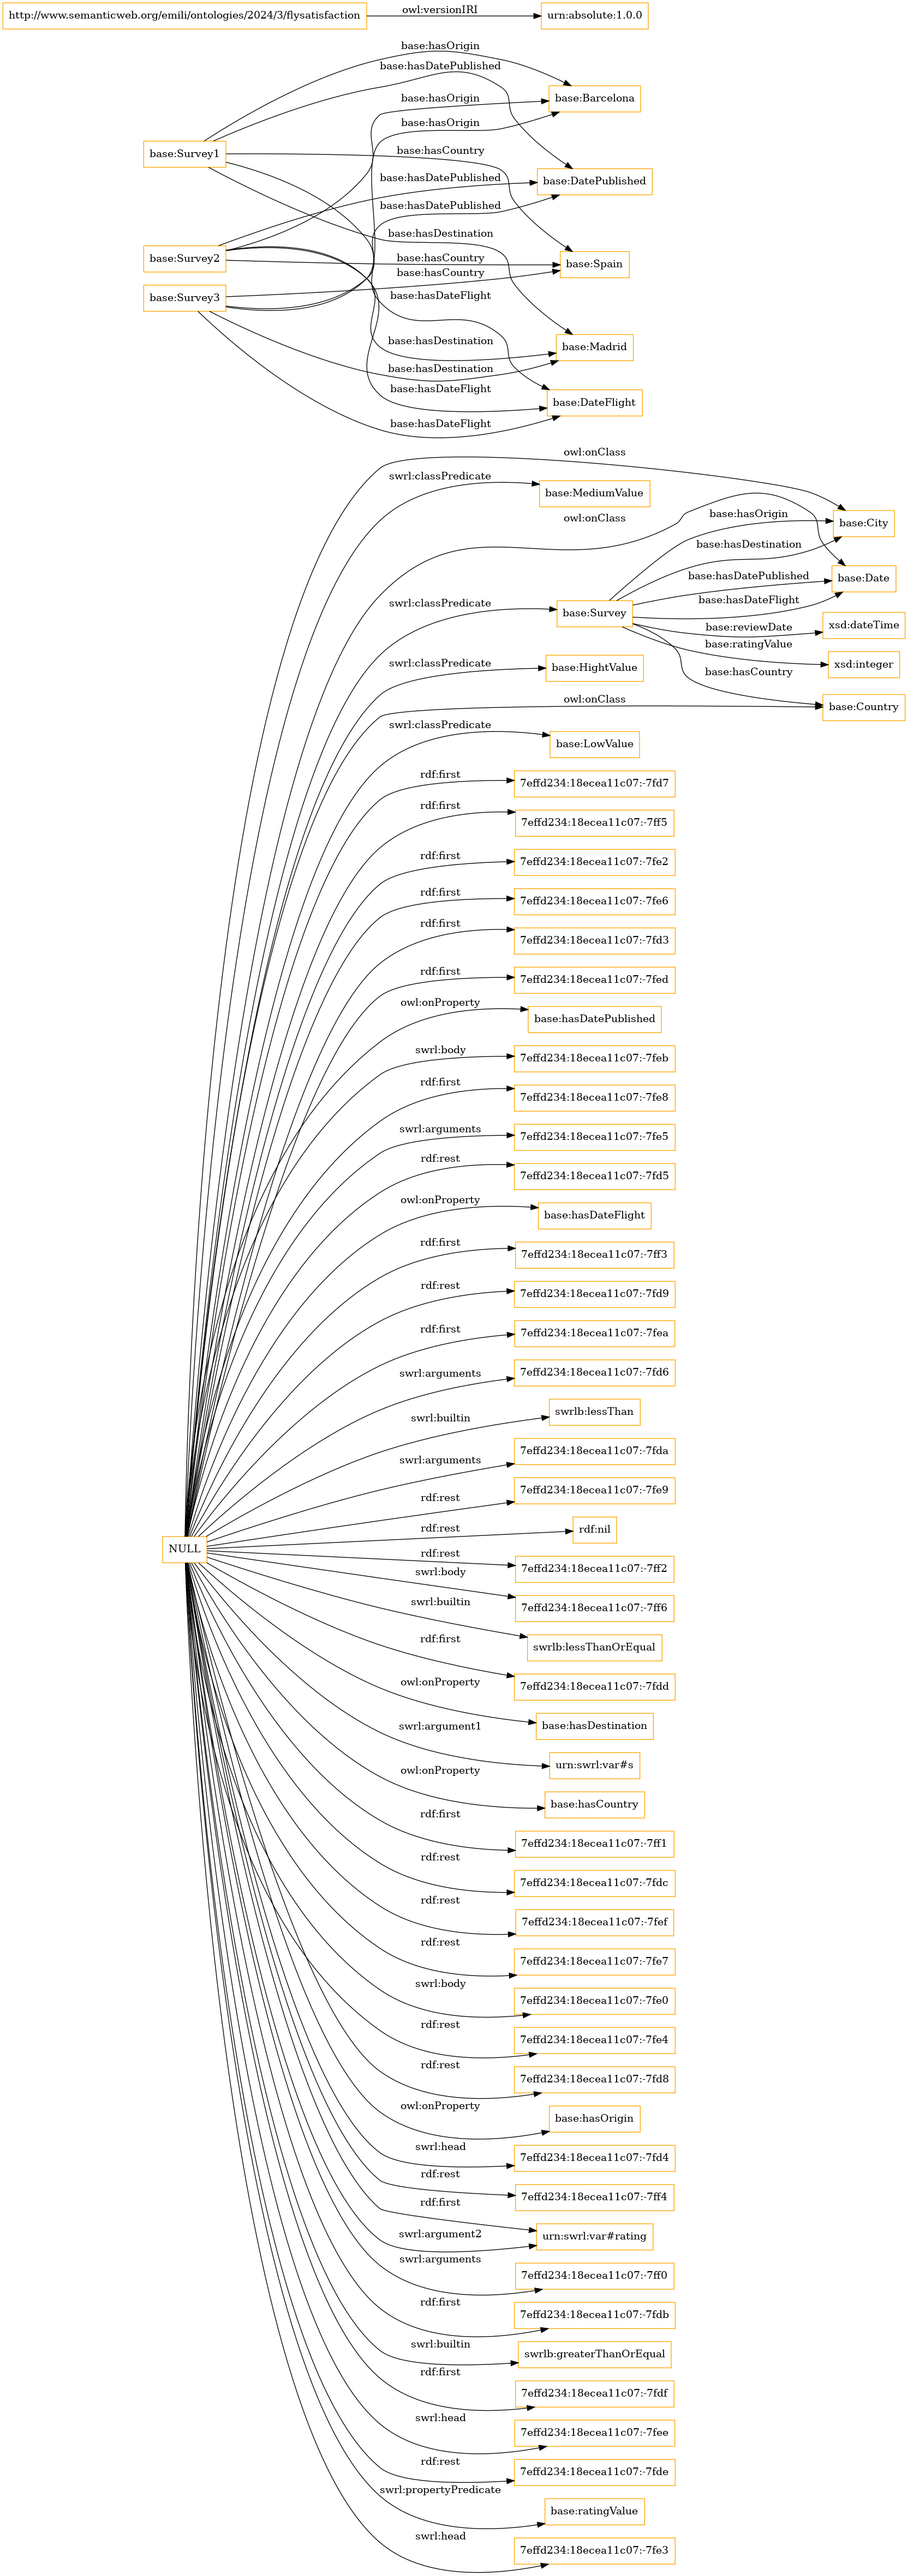 http://www.semanticweb.org/emili/ontologies/2024/3/flysatisfaction
owl:versionIRI
urn:absolute:1.0.0
base:hasOrigin
base:hasDatePublished
base:Barcelona
base:hasOrigin
base:hasOrigin
base:Survey1
base:hasCountry
base:hasDatePublished
base:DatePublished
base:hasDatePublished
base:hasDestination
base:Survey2
base:hasCountry
base:Spain
base:hasCountry
base:Survey3
base:hasDateFlight
base:hasDestination
base:Madrid
base:hasDestination
base:hasDateFlight
base:DateFlight
base:hasDateFlight
owl:onClass
swrl:classPredicate
base:MediumValue
base:hasOrigin
owl:onClass
base:City
base:hasDestination
base:hasDatePublished
base:Date
swrl:classPredicate
base:hasDateFlight
base:Survey
base:reviewDate
xsd:dateTime
base:ratingValue
swrl:classPredicate
base:HightValue
xsd:integer
base:hasCountry
owl:onClass
base:Country
swrl:classPredicate
base:LowValue
rdf:first
7effd234:18ecea11c07:-7fd7
rdf:first
7effd234:18ecea11c07:-7ff5
rdf:first
7effd234:18ecea11c07:-7fe2
rdf:first
7effd234:18ecea11c07:-7fe6
rdf:first
7effd234:18ecea11c07:-7fd3
rdf:first
7effd234:18ecea11c07:-7fed
owl:onProperty
base:hasDatePublished
swrl:body
7effd234:18ecea11c07:-7feb
rdf:first
7effd234:18ecea11c07:-7fe8
swrl:arguments
7effd234:18ecea11c07:-7fe5
rdf:rest
7effd234:18ecea11c07:-7fd5
owl:onProperty
base:hasDateFlight
rdf:first
7effd234:18ecea11c07:-7ff3
rdf:rest
7effd234:18ecea11c07:-7fd9
rdf:first
7effd234:18ecea11c07:-7fea
swrl:arguments
7effd234:18ecea11c07:-7fd6
swrl:builtin
swrlb:lessThan
swrl:arguments
7effd234:18ecea11c07:-7fda
rdf:rest
7effd234:18ecea11c07:-7fe9
NULL
rdf:rest
rdf:nil
rdf:rest
7effd234:18ecea11c07:-7ff2
swrl:body
7effd234:18ecea11c07:-7ff6
swrl:builtin
swrlb:lessThanOrEqual
rdf:first
7effd234:18ecea11c07:-7fdd
owl:onProperty
base:hasDestination
swrl:argument1
urn:swrl:var#s
owl:onProperty
base:hasCountry
rdf:first
7effd234:18ecea11c07:-7ff1
rdf:rest
7effd234:18ecea11c07:-7fdc
rdf:rest
7effd234:18ecea11c07:-7fef
rdf:rest
7effd234:18ecea11c07:-7fe7
swrl:body
7effd234:18ecea11c07:-7fe0
rdf:rest
7effd234:18ecea11c07:-7fe4
rdf:rest
7effd234:18ecea11c07:-7fd8
owl:onProperty
base:hasOrigin
swrl:head
7effd234:18ecea11c07:-7fd4
rdf:rest
7effd234:18ecea11c07:-7ff4
rdf:first
swrl:argument2
urn:swrl:var#rating
swrl:arguments
7effd234:18ecea11c07:-7ff0
rdf:first
7effd234:18ecea11c07:-7fdb
swrl:builtin
swrlb:greaterThanOrEqual
rdf:first
7effd234:18ecea11c07:-7fdf
swrl:head
7effd234:18ecea11c07:-7fee
rdf:rest
7effd234:18ecea11c07:-7fde
swrl:propertyPredicate
base:ratingValue
swrl:head
7effd234:18ecea11c07:-7fe3